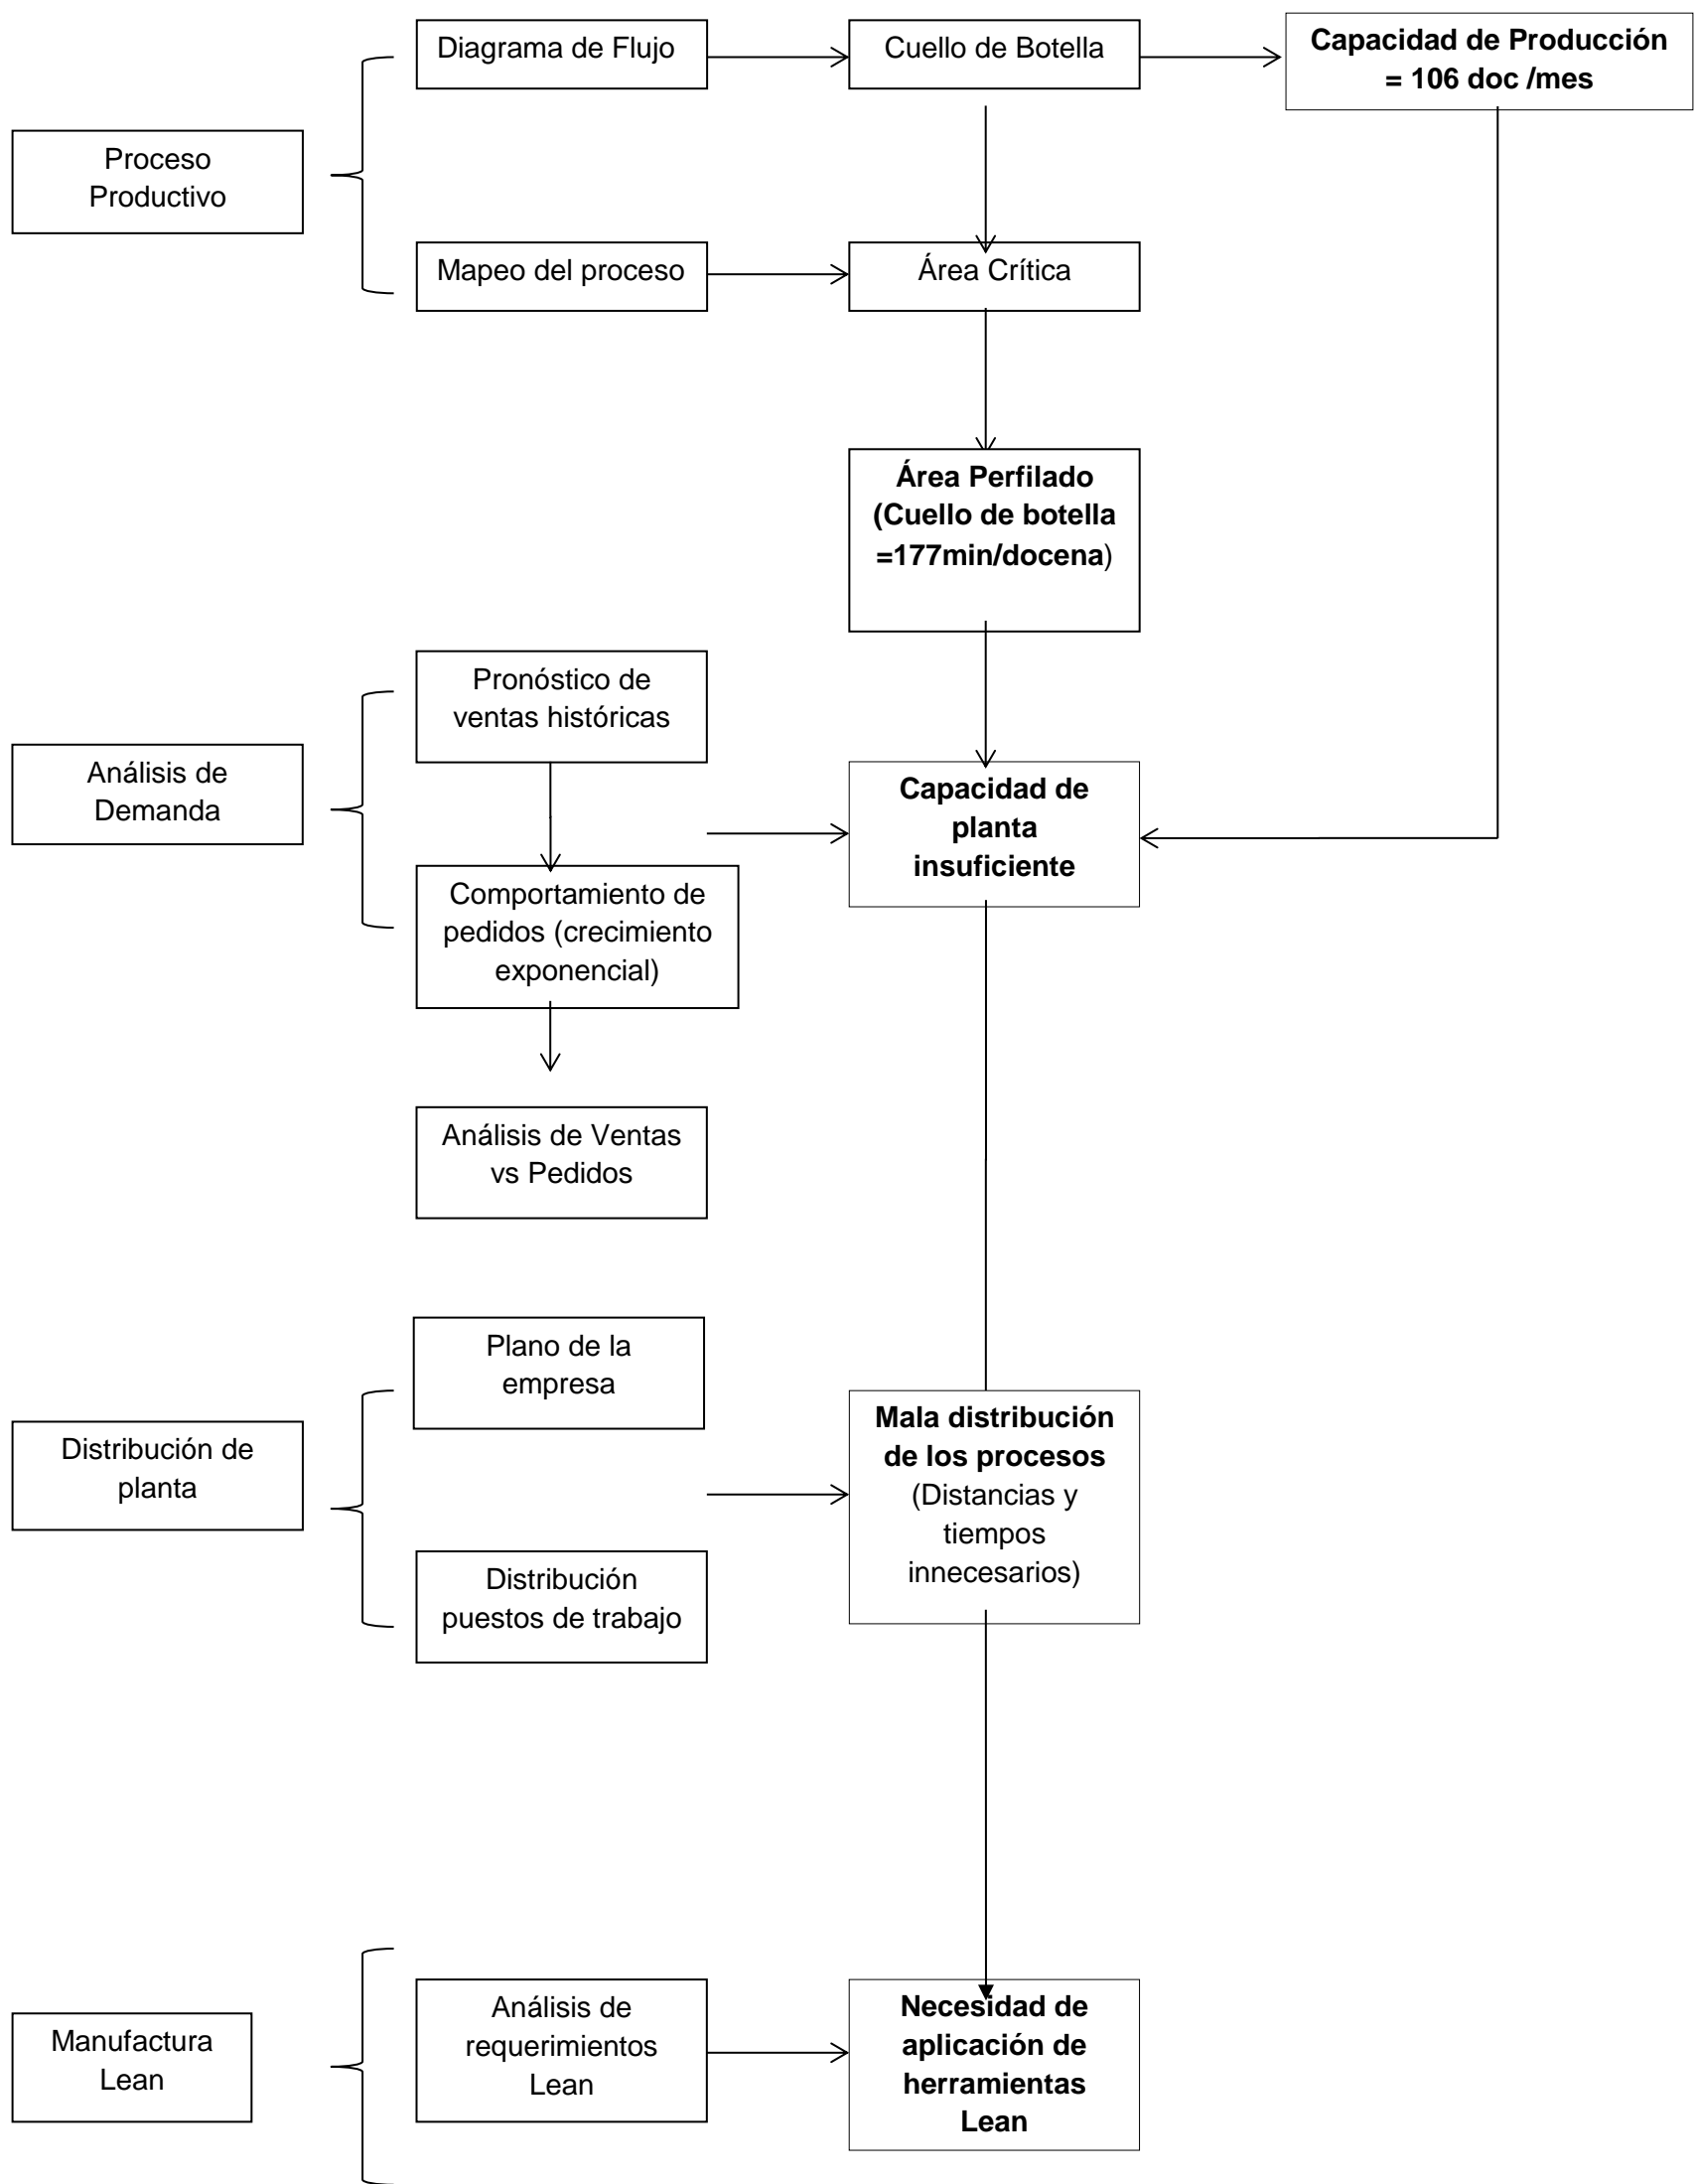 Diagrama de Flujo
Cuello de Botella
Capacidad de Producción
= 106 doc /mes
Proceso
Productivo
Mapeo del proceso
Área Crítica
Área Perfilado
(Cuello de botella
=177min/docena)
Pronóstico de
ventas históricas
Análisis de
Demanda
Capacidad de
planta
insuficiente
Comportamiento de
pedidos (crecimiento
exponencial)
Análisis de Ventas
vs Pedidos
Plano de la
empresa
Distribución de
planta
Mala distribución
de los procesos
(Distancias y
tiempos
innecesarios)
Distribución
puestos de trabajo
Manufactura
Lean
Análisis de
requerimientos
Lean
Necesidad de
aplicación de
herramientas
Lean